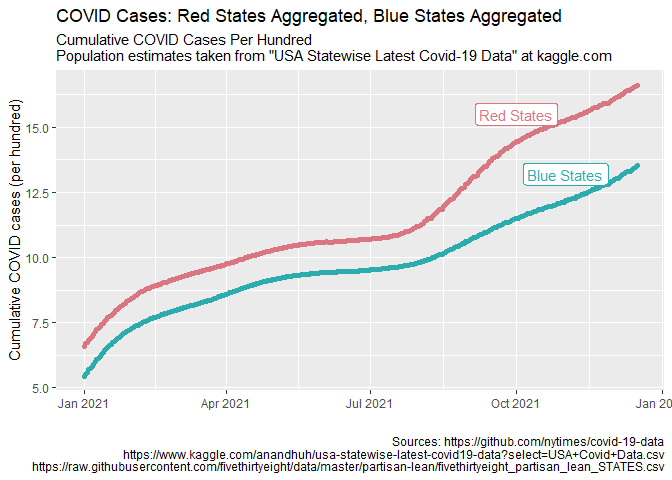 COVID Cases: Red States Aggregated, Blue States Aggregated
Cumulative COVID Cases Per Hundred
Population estimates taken from "USA Statewise Latest Covid-19 Data" at kaggle.com
Cumulative COVID cases (per hundred)
15.0
12.5
10.0
7.5
5.0
Red States
Blue States
Jan 2021
Apr 2021
Jul 2021
Oct 2021
Jan 20
Sources: https://github.com/nytimes/covid-19-data
https://www.kaggle.com/anandhuh/usa-statewise-latest-covid19-data?select=USA+Covid+Data.csv
https://raw.githubusercontent.com/fivethirtyeight/data/master/partisan-lean/fivethirtyeight_partisan_lean_STATES.csv